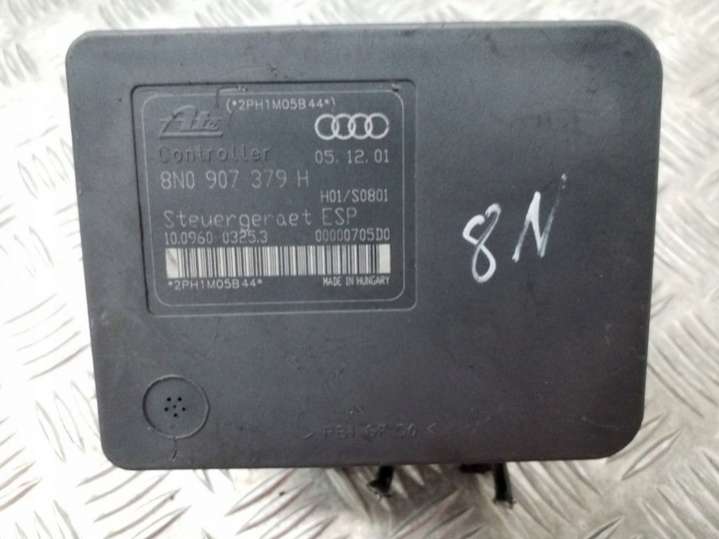 (*2PH1M05B44*)
Ate
Controller 05.12.01
8N0 907 379 H
H01/S0801
Steuergeraet ESP
10.0960-0325.3 00000705D0
*2PH1M05B44* MADE IN HUNGARY
8N